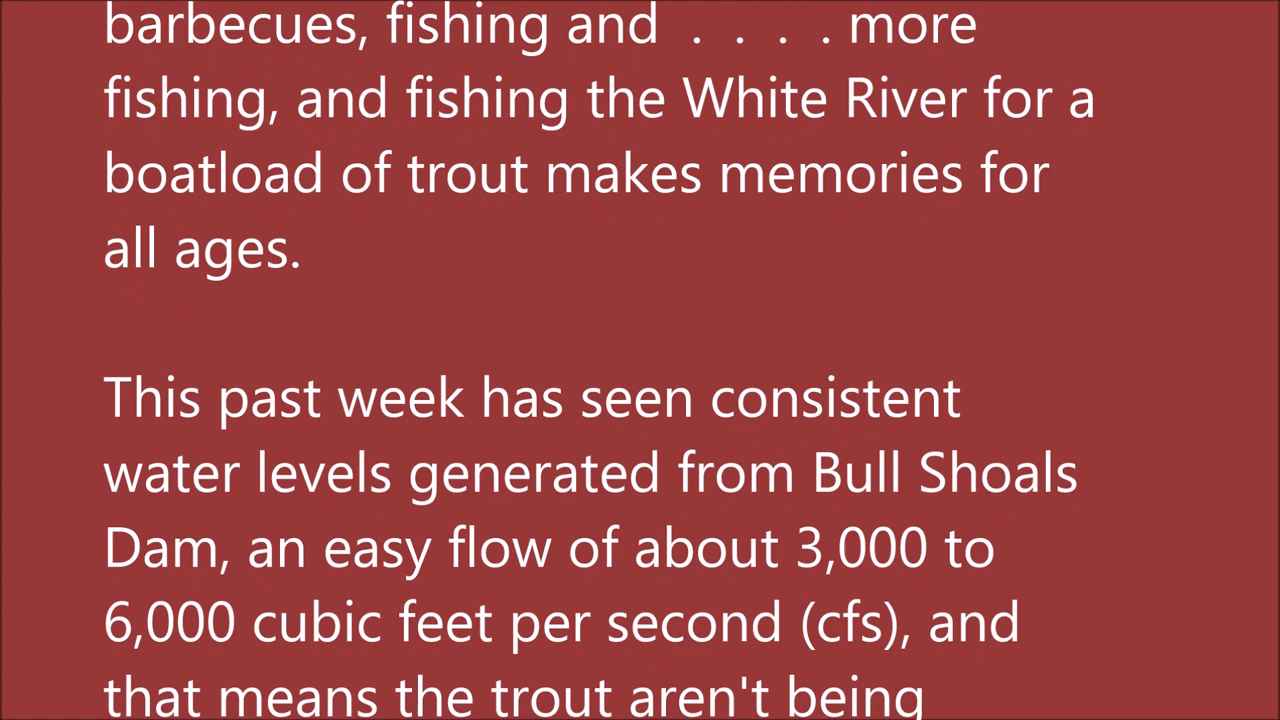 barbecues, fishing and . . . . more
fishing, and fishing the White River for a
boatload of trout makes memories for
all ages.
This past week has seen consistent
water levels generated from Bull Shoals
Dam, an easy flow of about 3,000 to
6,000 cubic feet per second (cfs), and
that means the trout aren't being